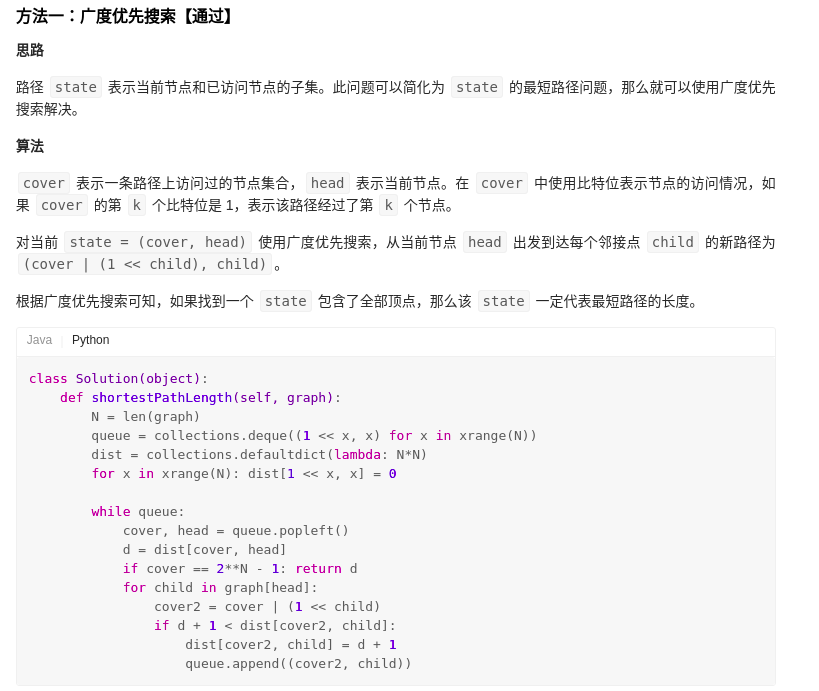 方法一：广度优先搜索【通过】
思路
路径 state 表示当前节点和已访问节点的子集。此问题可以简化为 state 的最短路径问题，那么就可以使用广度优先
搜索解决。
算法
cover 表示一条路径上访问过的节点集合， head 表示当前节点。在 cover 中使用比特位表示节点的访问情况，如
果 cover 的第 k 个比特位是 1，表示该路径经过了第 k 个节点。
对当前 state = (cover, head) 使用广度优先搜索，从当前节点 head 出发到达每个邻接点 child 的新路径为
(cover | (1 << child), child) 。
根据广度优先搜索可知，如果找到一个 state 包含了全部顶点，那么该 state 一定代表最短路径的长度。
Java | Python
class Solution(object):
    def shortestPathLength(self, graph):
        N = len(graph)
        queue = collections.deque((1 << x, x) for x in xrange(N))
        dist = collections.defaultdict(lambda: N*N)
        for x in xrange(N): dist[1 << x, x] = 0
        while queue:
            cover, head = queue.popleft()
            d = dist[cover, head]
            if cover == 2**N - 1: return d
            for child in graph[head]:
                cover2 = cover | (1 << child)
                if d + 1 < dist[cover2, child]:
                    dist[cover2, child] = d + 1
                    queue.append((cover2, child))